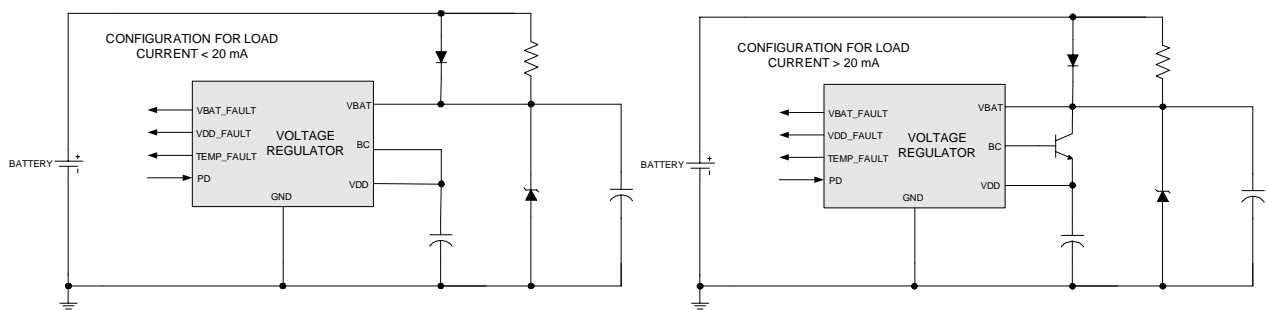 CONFIGURATION FOR LOAD
CURRENT < 20 mA
VBAT_FAULT
VDD_FAULT
TEMP_FAULT
PD
VOLTAGE
REGULATOR
VBAT
BC
VDD
GND
BATTERY
+
-
CONFIGURATION FOR LOAD
CURRENT > 20 mA
VBAT_FAULT
VDD_FAULT
TEMP_FAULT
PD
VOLTAGE
REGULATOR
VBAT
BC
VDD
GND
BATTERY
+
-